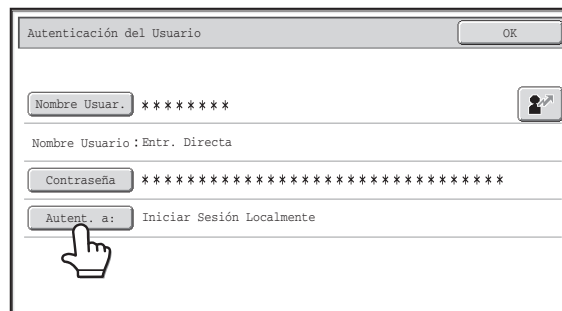 Autenticación del Usuario OK
Nombre Usuar. ********
Nombre Usuario : Entr. Directa
Contraseña ********************************
Autent. a: Iniciar Sesión Localmente